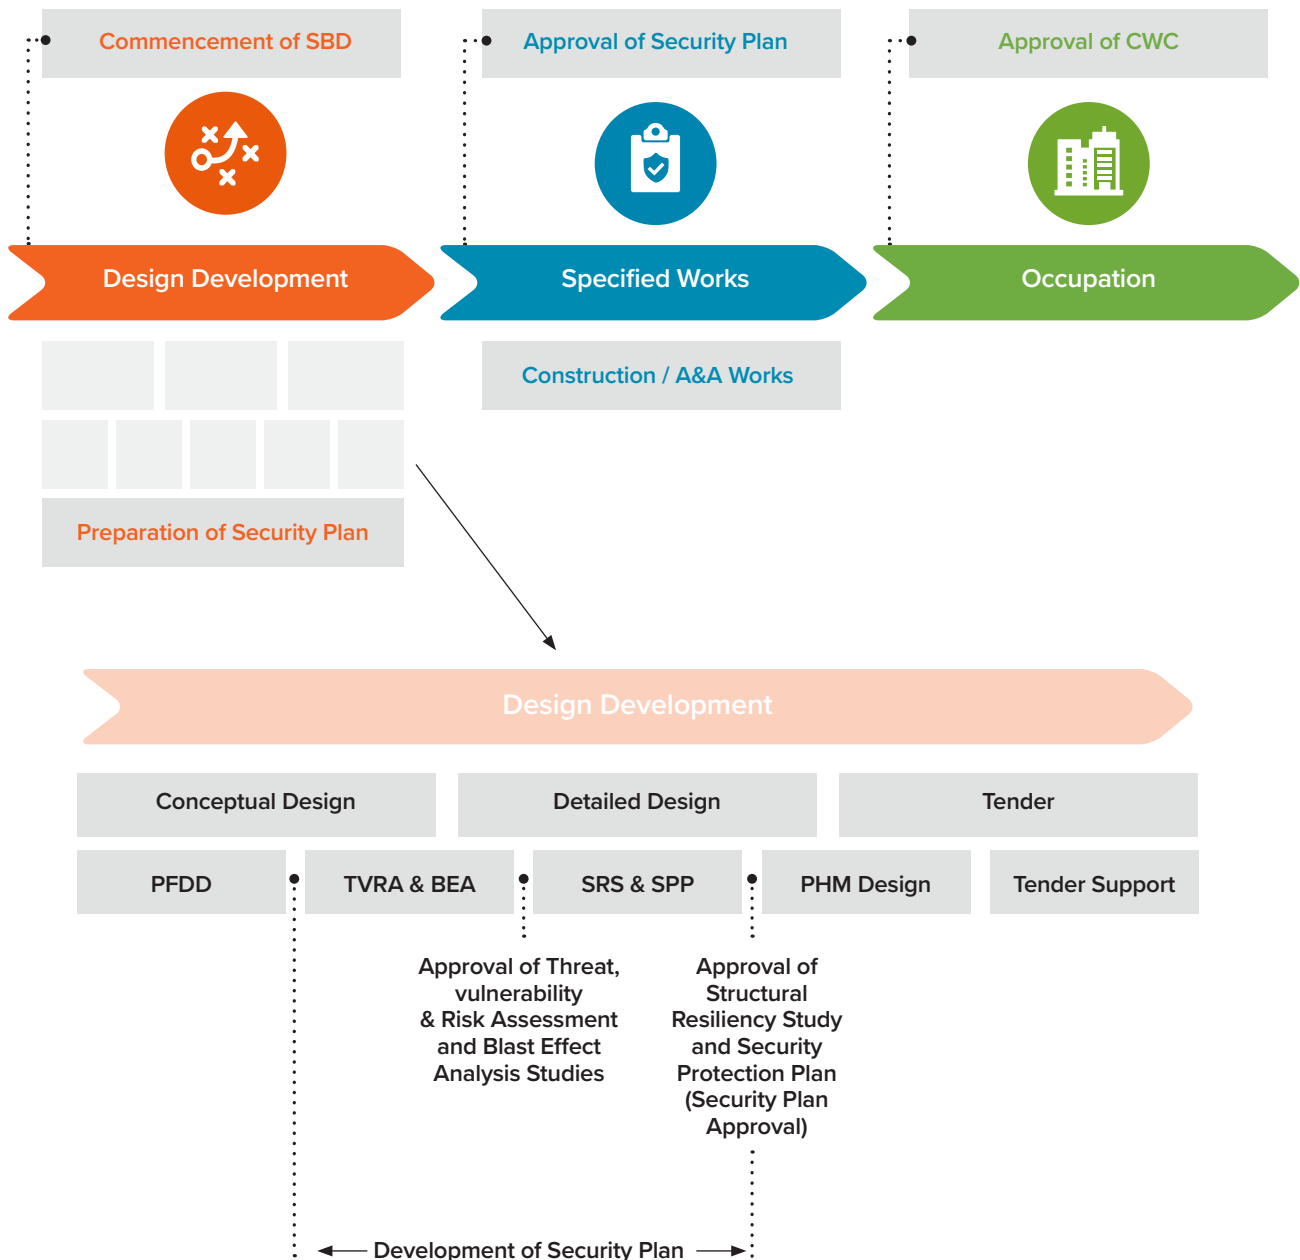 Commencement of SBD
Approval of Security Plan
Approval of CWC
Design Development
Specified Works
Occupation
Construction / A&A Works
Preparation of Security Plan
Design Development
Conceptual Design
Detailed Design
Tender
PFDD
TVRA & BEA
SRS & SPP
PHM Design
Tender Support
Approval of Threat,
vulnerability
& Risk Assessment
and Blast Effect
Analysis Studies
Approval of
Structural
Resiliency Study
and Security
Protection Plan
(Security Plan
Approval)
Development of Security Plan